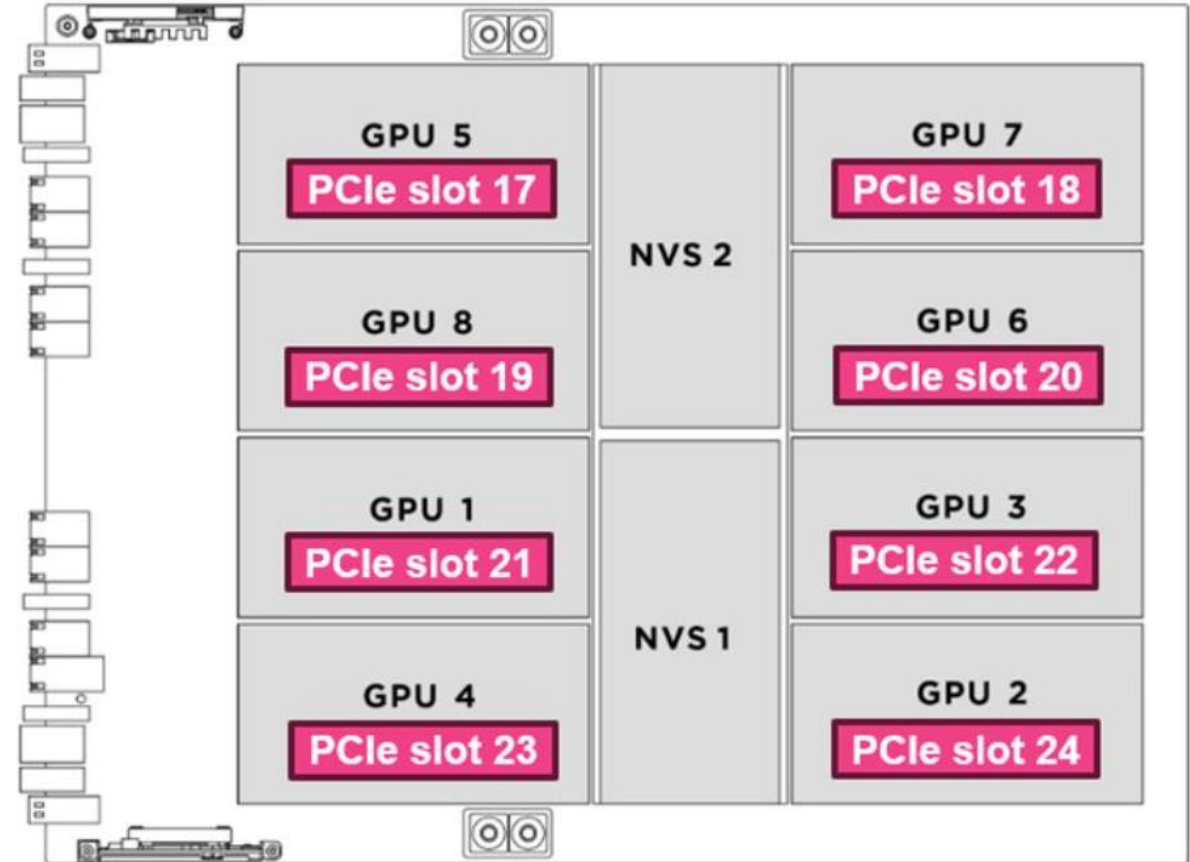 GPU 5
PCIe slot 17
GPU 7
PCIe slot 18
NVS 2
GPU 8
PCIe slot 19
GPU 6
PCIe slot 20
GPU 1
PCIe slot 21
GPU 3
PCIe slot 22
NVS 1
GPU 4
PCIe slot 23
GPU 2
PCIe slot 24